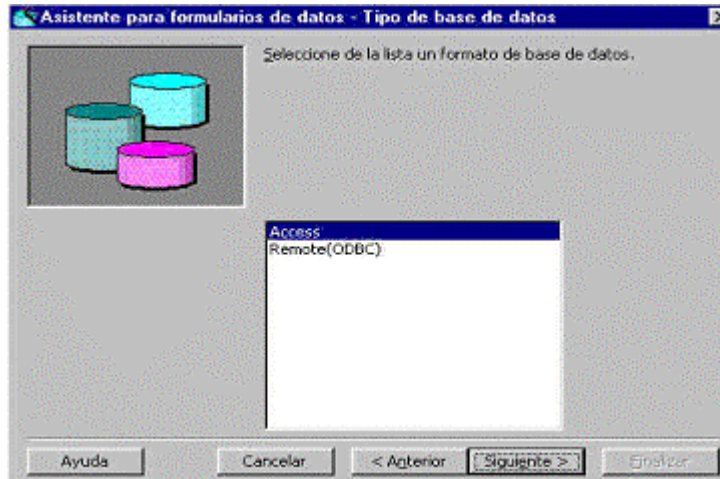 Asistente para formularios de datos - Tipo de base de datos
Seleccione de la lista un formato de base de datos.
Access
Remote(ODBC)
Ayuda
Cancelar
< Anterior
Siguiente >
Finalizar